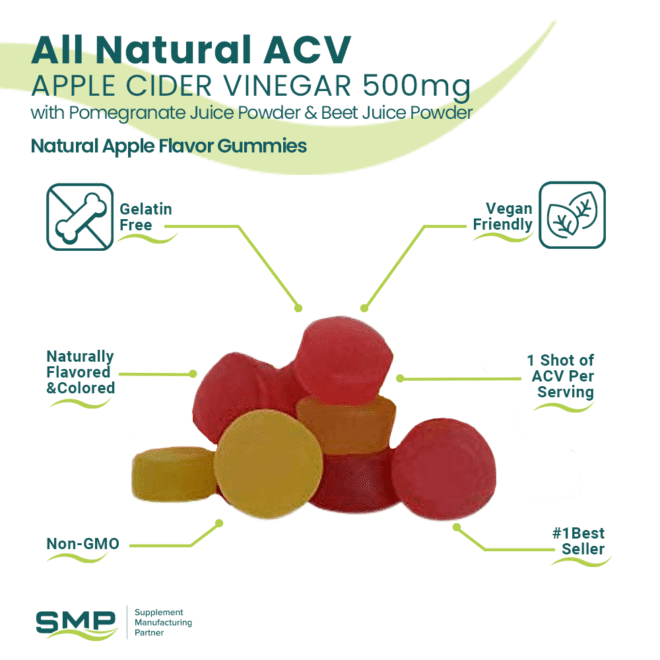 All Natural ACV
APPLE CIDER VINEGAR 500mg
with Pomegranate Juice Powder & Beet Juice Powder
Natural Apple Flavor Gummies
Gelatin
Free
Vegan
Friendly
Naturally
Flavored
&Colored
1 Shot of
ACV Per
Serving
Non-GMO
#1Best
Seller
SMP
Supplement
Manufacturing
Partner